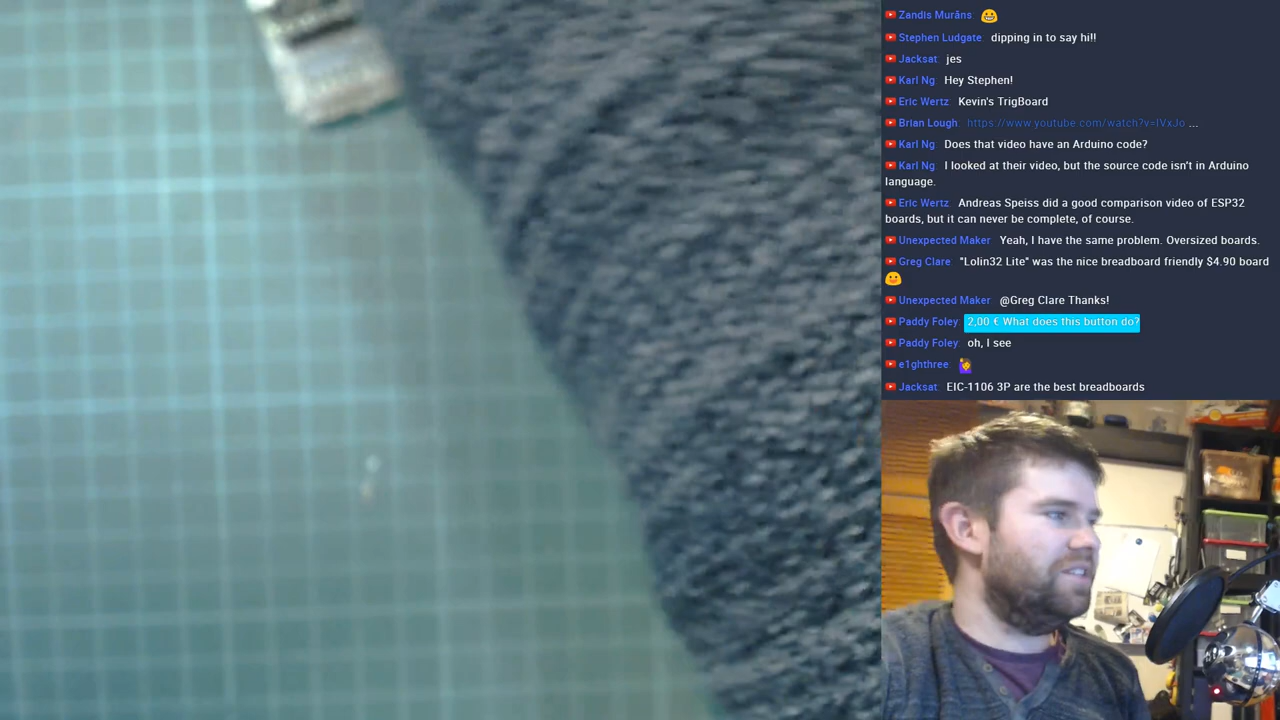 Zandis Murāns
Stephen Ludgate dipping in to say hi!!
Jacksat jes
Karl Ng Hey Stephen!
Eric Wertz Kevin's TrigBoard
Brian Lough https://www.youtube.com/watch?v=IVxJo ...
Karl Ng Does that video have an Arduino code?
Karl Ng I looked at their video, but the source code isn't in Arduino
language.
Eric Wertz Andreas Speiss did a good comparison video of ESP32
boards, but it can never be complete, of course.
Unexpected Maker Yeah, I have the same problem. Oversized boards.
Greg Clare "Lolin32 Lite" was the nice breadboard friendly $4.90 board
Unexpected Maker @Greg Clare Thanks!
Paddy Foley: 2,00 € What does this button do?
Paddy Foley: oh, I see
e1ghthree:
Jacksat: EIC-1106 3P are the best breadboards